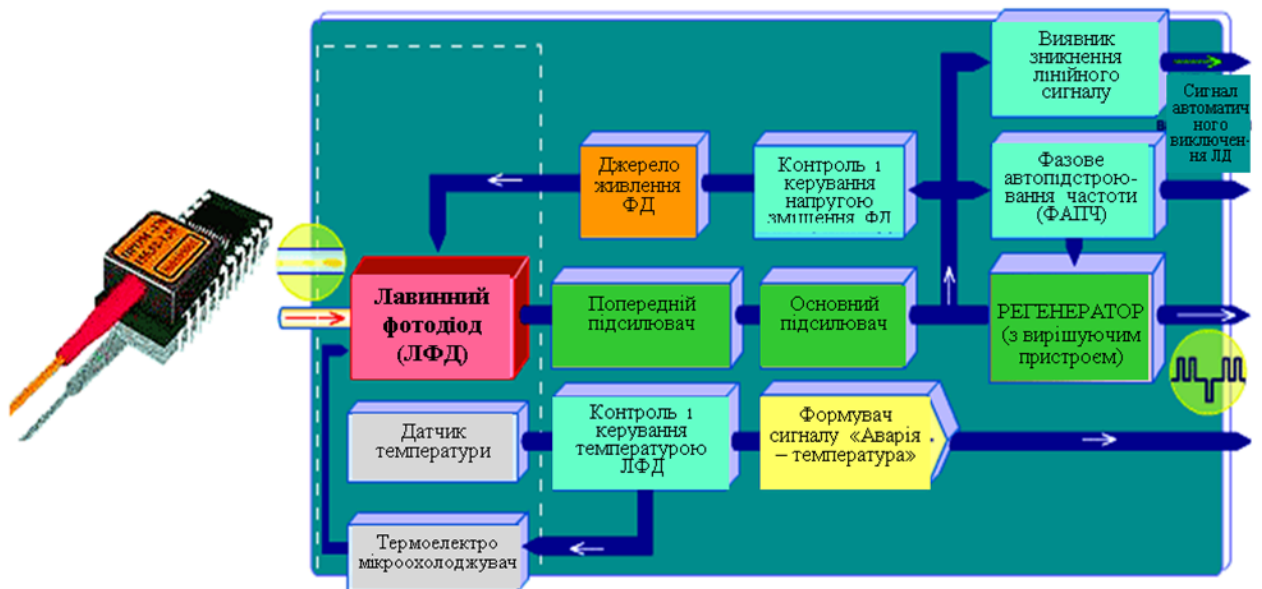 Виявник
зникнення
лінійного
сигналу
Сигнал
автоматич
ного
виключен-
ня ЛД
Джерело
живлення
ФД
Контроль і
керування
напругою
зміщення ФД
Фазове
автопідстрою-
вання частоти
(ФАПЧ)
Лавинний
фотодіод
(ЛФД)
Попередній
підсилювач
Основний
підсилювач
РЕГЕНЕРАТОР
(з вирішуючим
пристроєм)
Датчик
температури
Контроль і
керування
температурою
ЛФД
Формувач
сигналу «Аварія -
– температура»
Термоелектро
мікроохолоджувач